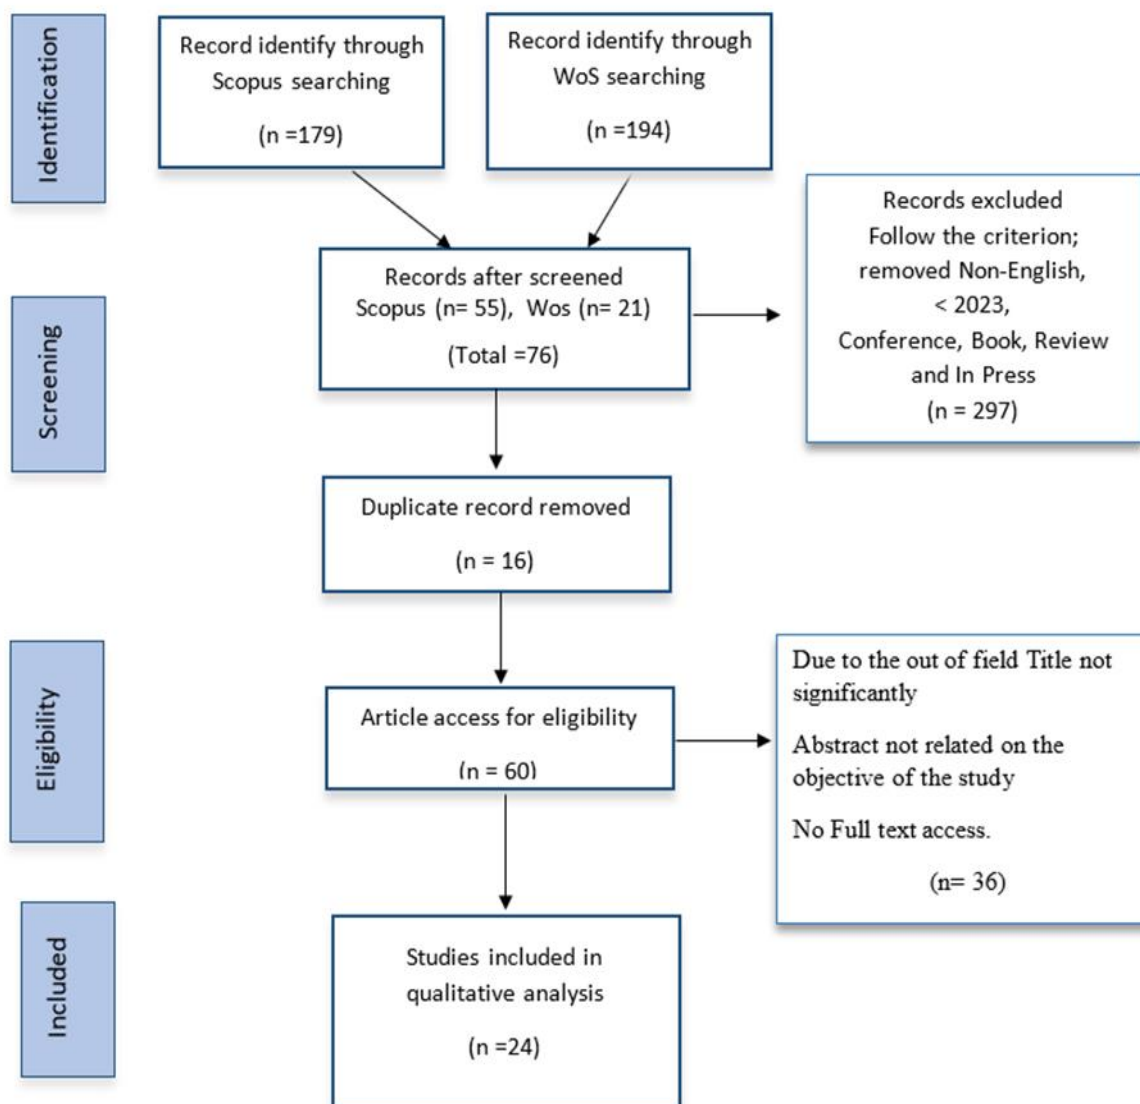 Identification
Record identify through
Scopus searching
(n =179)
Record identify through
WoS searching
(n =194)
Records excluded
Follow the criterion;
removed Non-English,
< 2023,
Conference, Book, Review
and In Press
(n = 297)
Screening
Records after screened
Scopus (n= 55), Wos (n= 21)
(Total =76)
Duplicate record removed
(n = 16)
Eligibility
Article access for eligibility
(n = 60)
Due to the out of field Title not
significantly
Abstract not related on the
objective of the study
No Full text access.
(n= 36)
Included
Studies included in
qualitative analysis
(n =24)